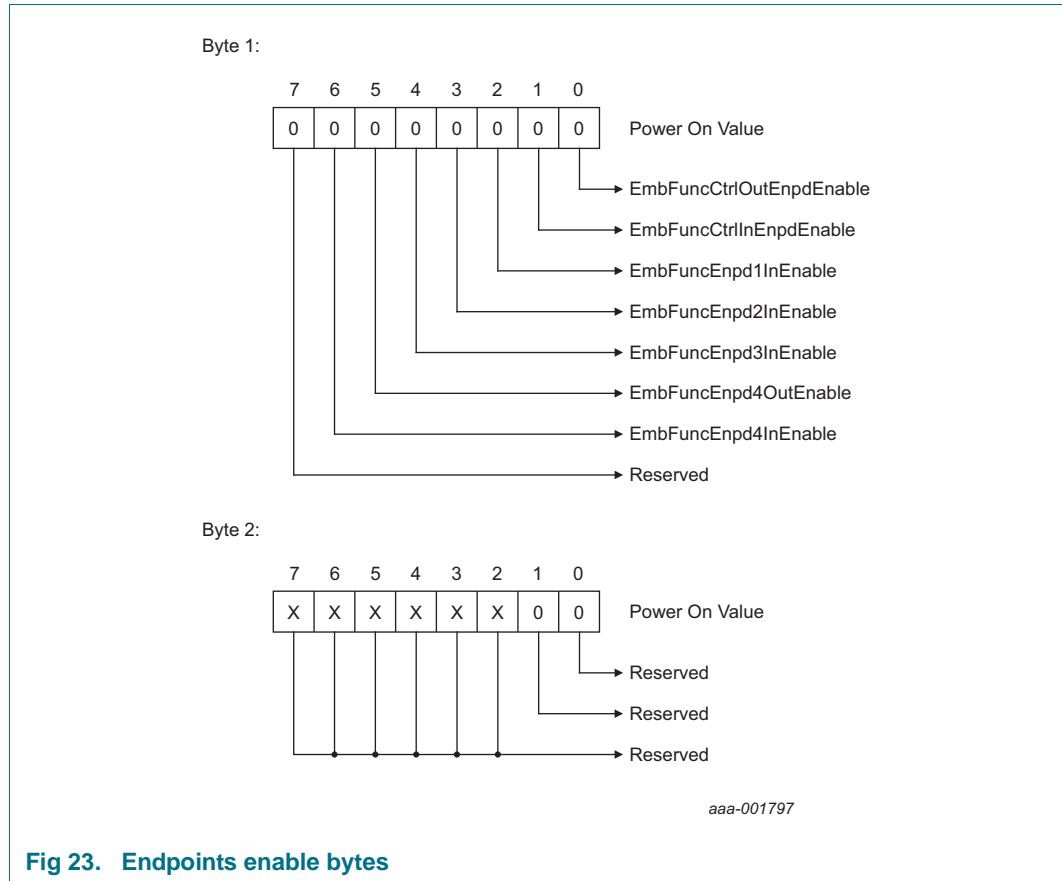 Byte 1:
7 6 5 4 3 2 1 0
0 0 0 0 0 0 0 0 Power On Value
EmbFuncCtrlOutEnpdEnable
EmbFuncCtrlInEnpdEnable
EmbFuncEnpd1InEnable
EmbFuncEnpd2InEnable
EmbFuncEnpd3InEnable
EmbFuncEnpd4OutEnable
EmbFuncEnpd4InEnable
Reserved
Byte 2:
7 6 5 4 3 2 1 0
X X X X X X 0 0 Power On Value
Reserved
Reserved
Reserved
aaa-001797
Fig 23. Endpoints enable bytes